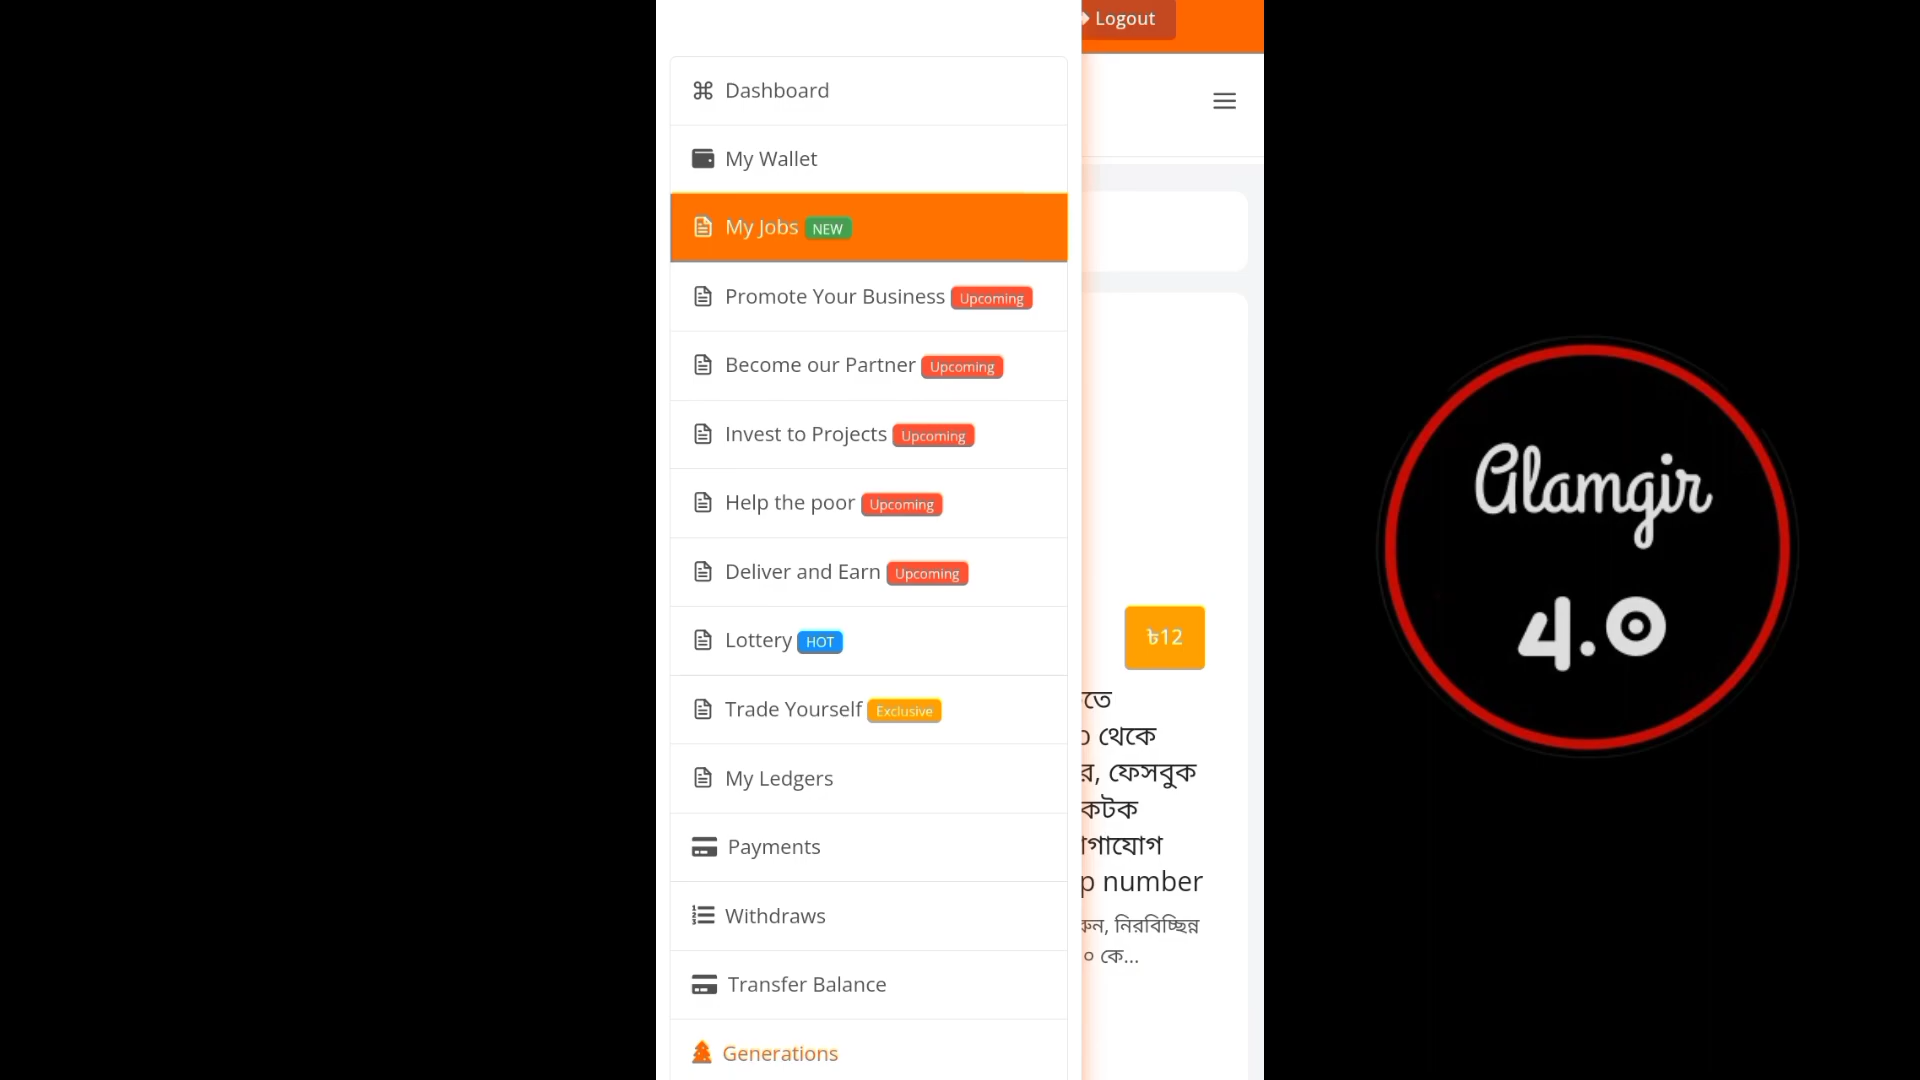 Logout
Dashboard
My Wallet
My Jobs NEW
Promote Your Business Upcoming
Become our Partner Upcoming
Invest to Projects Upcoming
Help the poor Upcoming
Deliver and Earn Upcoming
Lottery HOT
Trade Yourself Exclusive
My Ledgers
Payments
Withdraws
Transfer Balance
Generations
৳12
থেকে
ফেসবুক
number
নিরবিচ্ছিন্ন
কে...
Alamgir
4.0